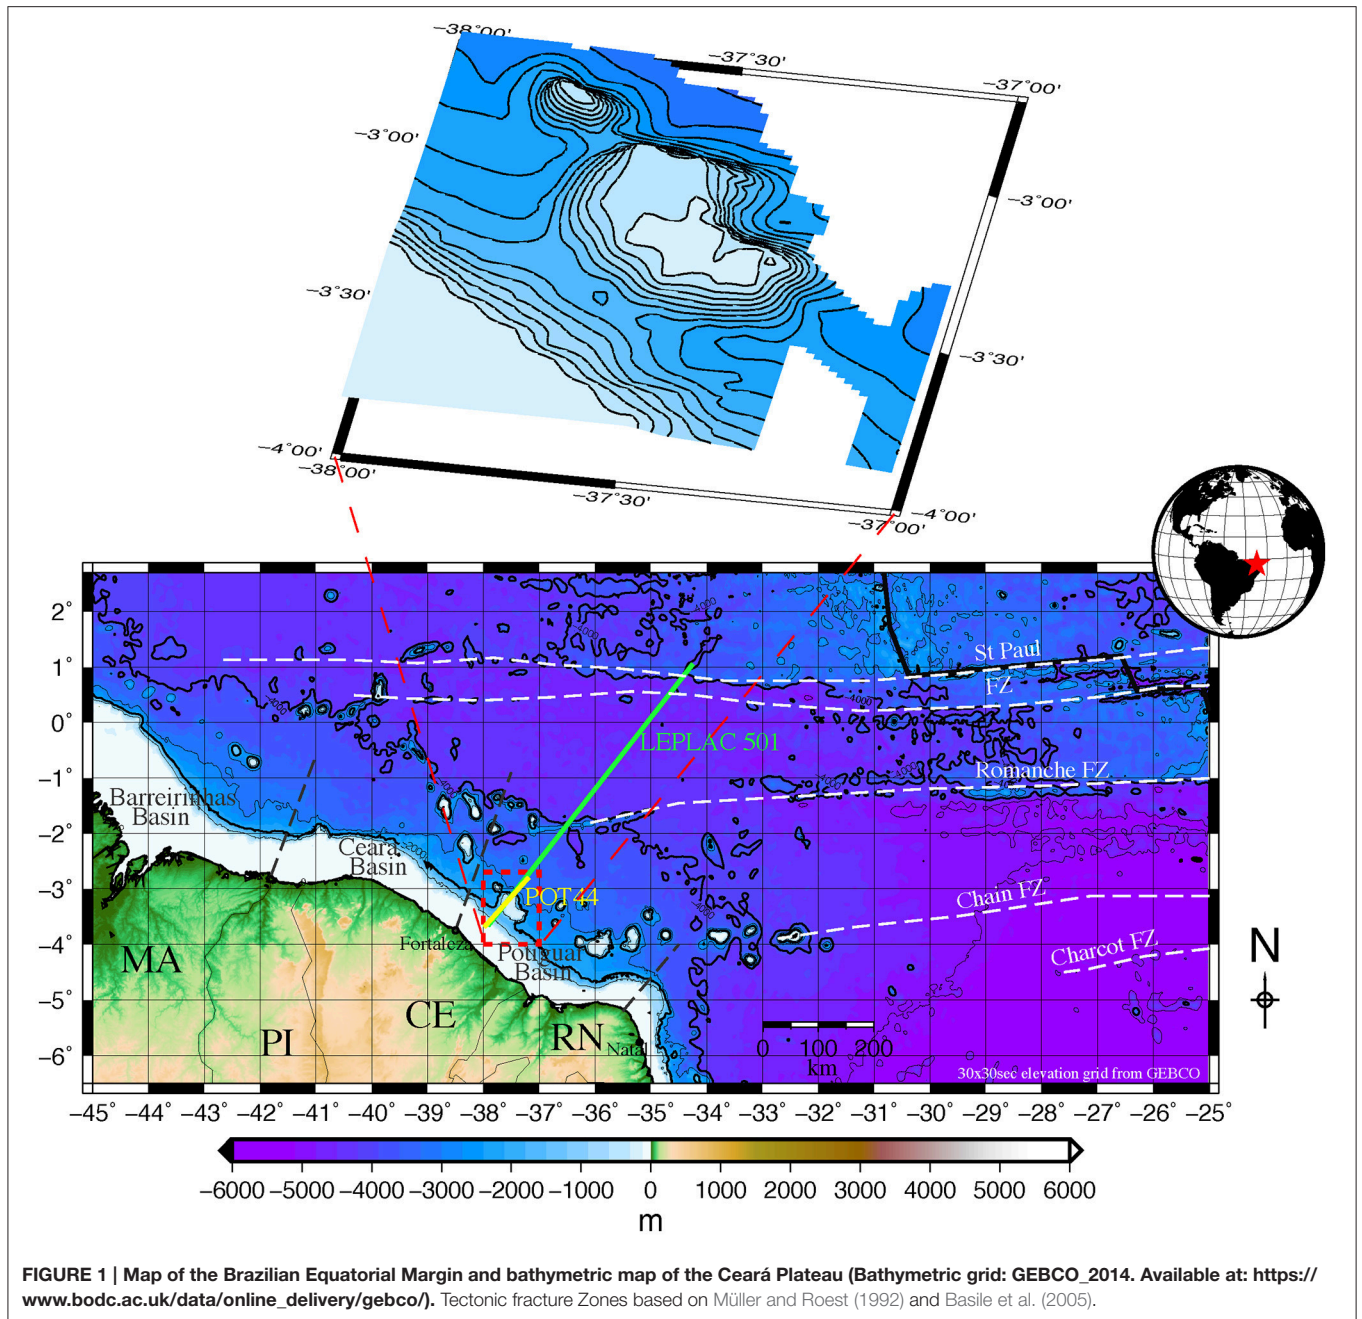 −38°00'
−37°30'
−37°00'
−3°00'
−3°00'
−3°30'
−3°30'
−4°00'
−38°00'
−37°30'
−37°00'
−4°00'
2°
1°
0°
−1°
−2°
−3°
−4°
−5°
−6°
−4000
−4000
St Paul
FZ
−4000
−4000
−4000
LEPLAC 501
Romanche FZ
Barreirinhas
Basin
Ceará
Basin
POT44
Chain FZ
Charcot FZ
Fortaleza
Potiguar
Basin
MA
PI
CE
RN
Natal
0 100 200
km
30x30sec elevation grid from GEBCO
N
−45° −44° −43° −42° −41° −40° −39° −38° −37° −36° −35° −34° −33° −32° −31° −30° −29° −28° −27° −26° −25°
−6000 −5000 −4000 −3000 −2000 −1000 0 1000 2000 3000 4000 5000 6000
m
FIGURE 1 | Map of the Brazilian Equatorial Margin and bathymetric map of the Ceará Plateau (Bathymetric grid: GEBCO_2014. Available at: https://
www.bodc.ac.uk/data/online_delivery/gebco/). Tectonic fracture Zones based on Müller and Roest (1992) and Basile et al. (2005).